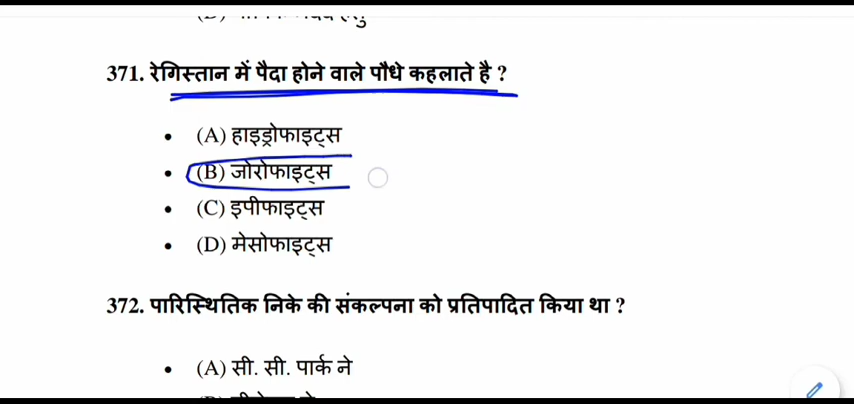 371. रेगिस्तान में पैदा होने वाले पौधे कहलाते है ?
• (A) हाइड्रोफाइट्स
• (B) जोरोफाइट्स
• (C) इपीफाइट्स
• (D) मेसोफाइट्स
372. पारिस्थितिक निके की संकल्पना को प्रतिपादित किया था ?
• (A) सी. सी. पार्क ने